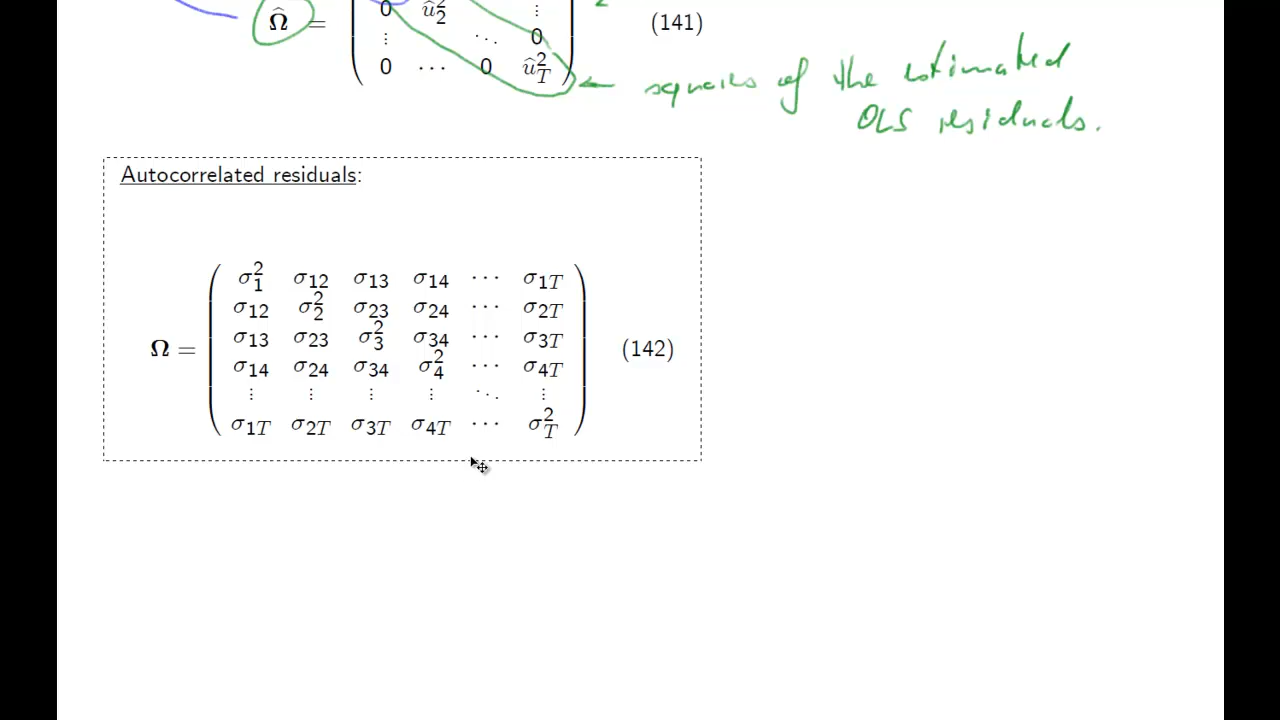 0 û₂² ⋮
Ω̂ = (141)
⋮ ⋱ 0
0 ⋯ 0 û_T²
← squares of the estimated
OLS residuals.
Autocorrelated residuals:
σ₁² σ₁₂ σ₁₃ σ₁₄ ⋯ σ₁T
σ₁₂ σ₂² σ₂₃ σ₂₄ ⋯ σ₂T
σ₁₃ σ₂₃ σ₃² σ₃₄ ⋯ σ₃T
Ω = (142)
σ₁₄ σ₂₄ σ₃₄ σ₄² ⋯ σ₄T
⋮ ⋮ ⋮ ⋮ ⋱ ⋮
σ₁T σ₂T σ₃T σ₄T ⋯ σ_T²